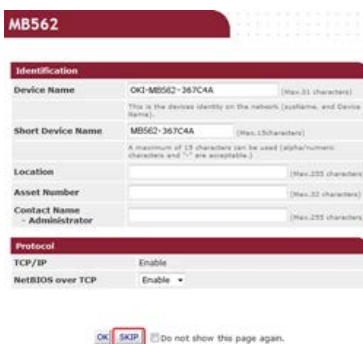 MB562
Identification
Device Name OKI-MB562-367C4A (Max.31 characters)
This is the devices identity on the network (sysName, and Device
Name).
Short Device Name MB562-367C4A (Max.15characters)
A maximum of 15 characters can be used (alpha/numeric
characters and "-" are acceptable.)
Location (Max.255 characters
Asset Number (Max.32 characters)
Contact Name
- Administrator (Max.255 characters
Protocol
TCP/IP Enable
NetBIOS over TCP Enable
OK SKIP Do not show this page again.